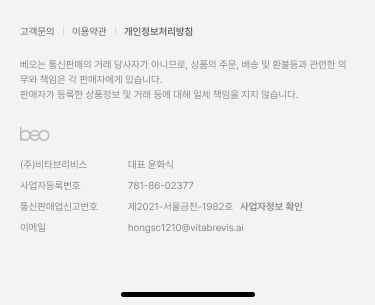 고객문의 | 이용약관 | 개인정보처리방침
베오는 통신판매의 거래 당사자가 아니므로, 상품의 주문, 배송 및 환불등과 관련한 의
무와 책임은 각 판매자에게 있습니다.
판매자가 등록한 상품정보 및 거래 등에 대해 일체 책임을 지지 않습니다.
beo
(주)비타브리비스 대표 윤화식
사업자등록번호 781-86-02377
통신판매업신고번호 제2021-서울금천-1982호 사업자정보 확인
이메일 hongsc1210@vitabrevis.ai